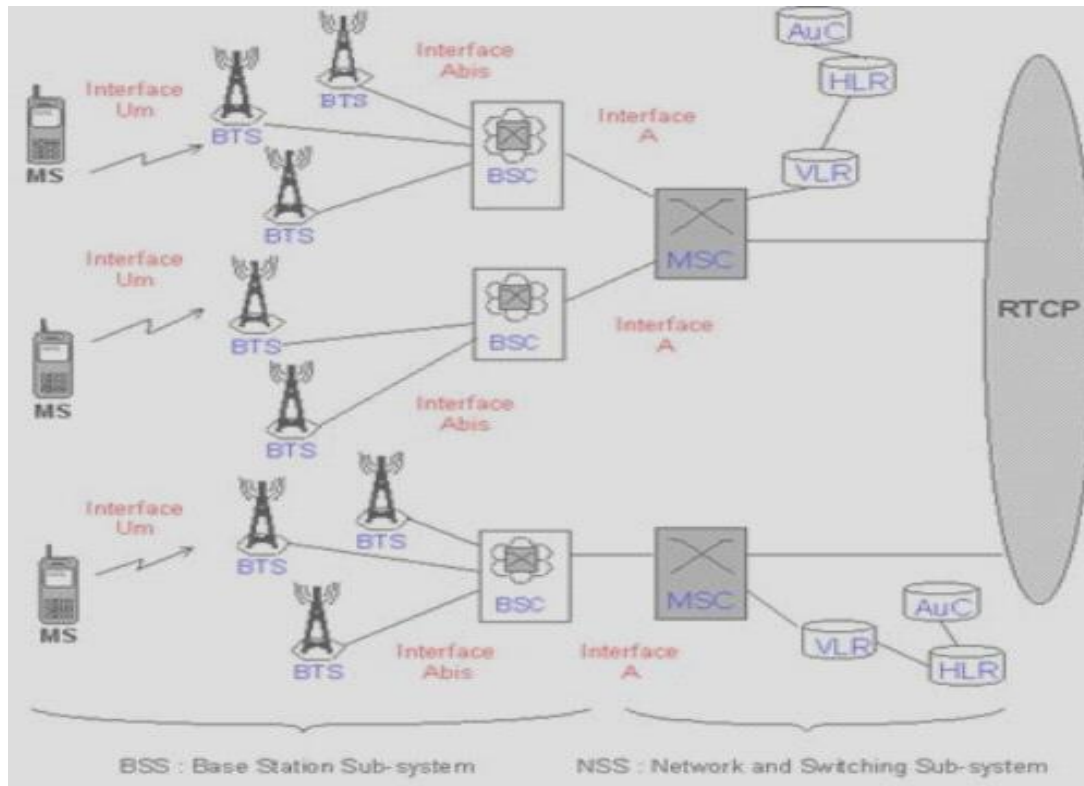 AuC
Interface
Abis
HLR
Interface
Um
BTS
BTS
Interface
A
MS
BSC
VLR
BTS
MSC
Interface
Um
RTCP
BTS
BSC
Interface
A
MS
Interface
Abis
BTS
Interface
Um
BTS
BTS
BSC
MSC
AuC
MS
VLR
BTS
Interface
Abis
Interface
A
HLR
BSS : Base Station Sub-system
NSS : Network and Switching Sub-system